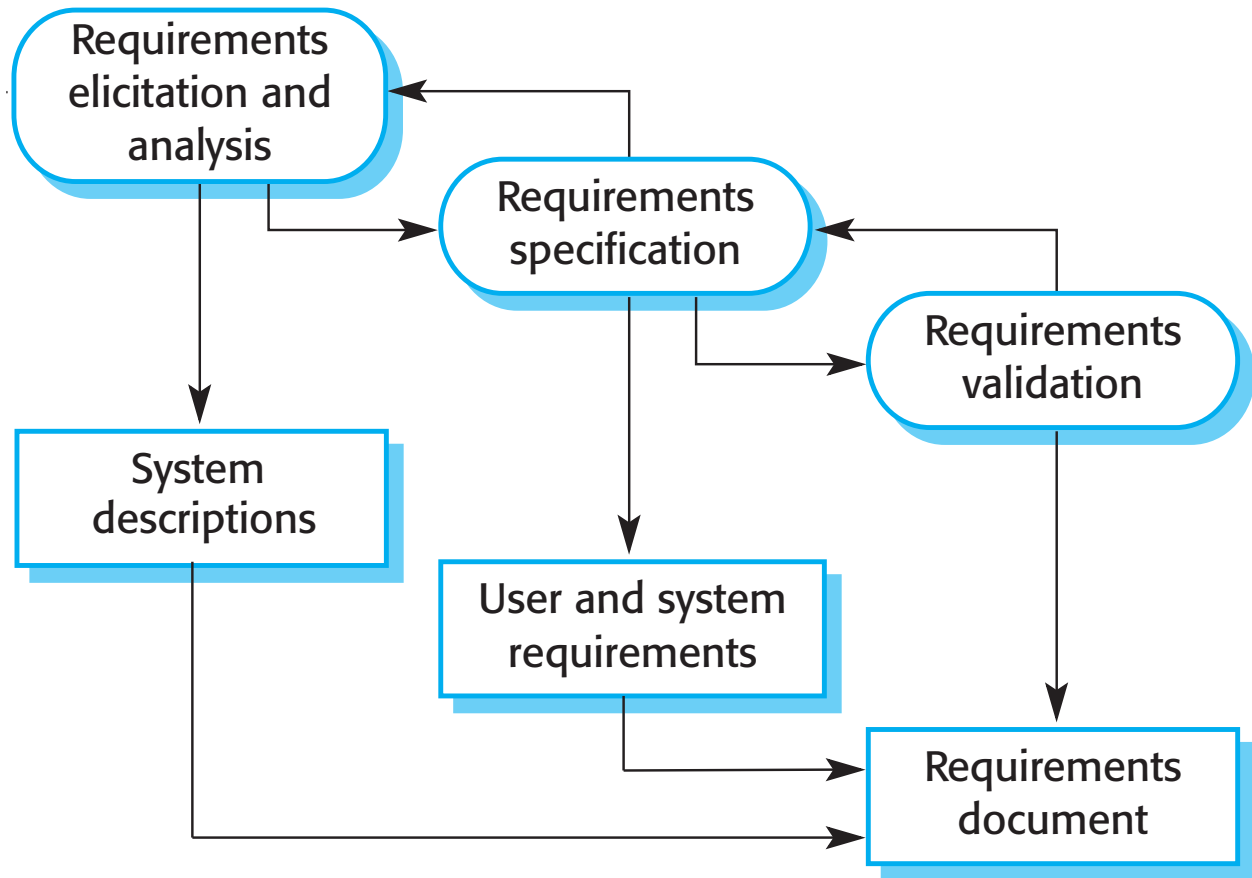 Requirements
elicitation and
analysis
Requirements
specification
Requirements
validation
System
descriptions
User and system
requirements
Requirements
document